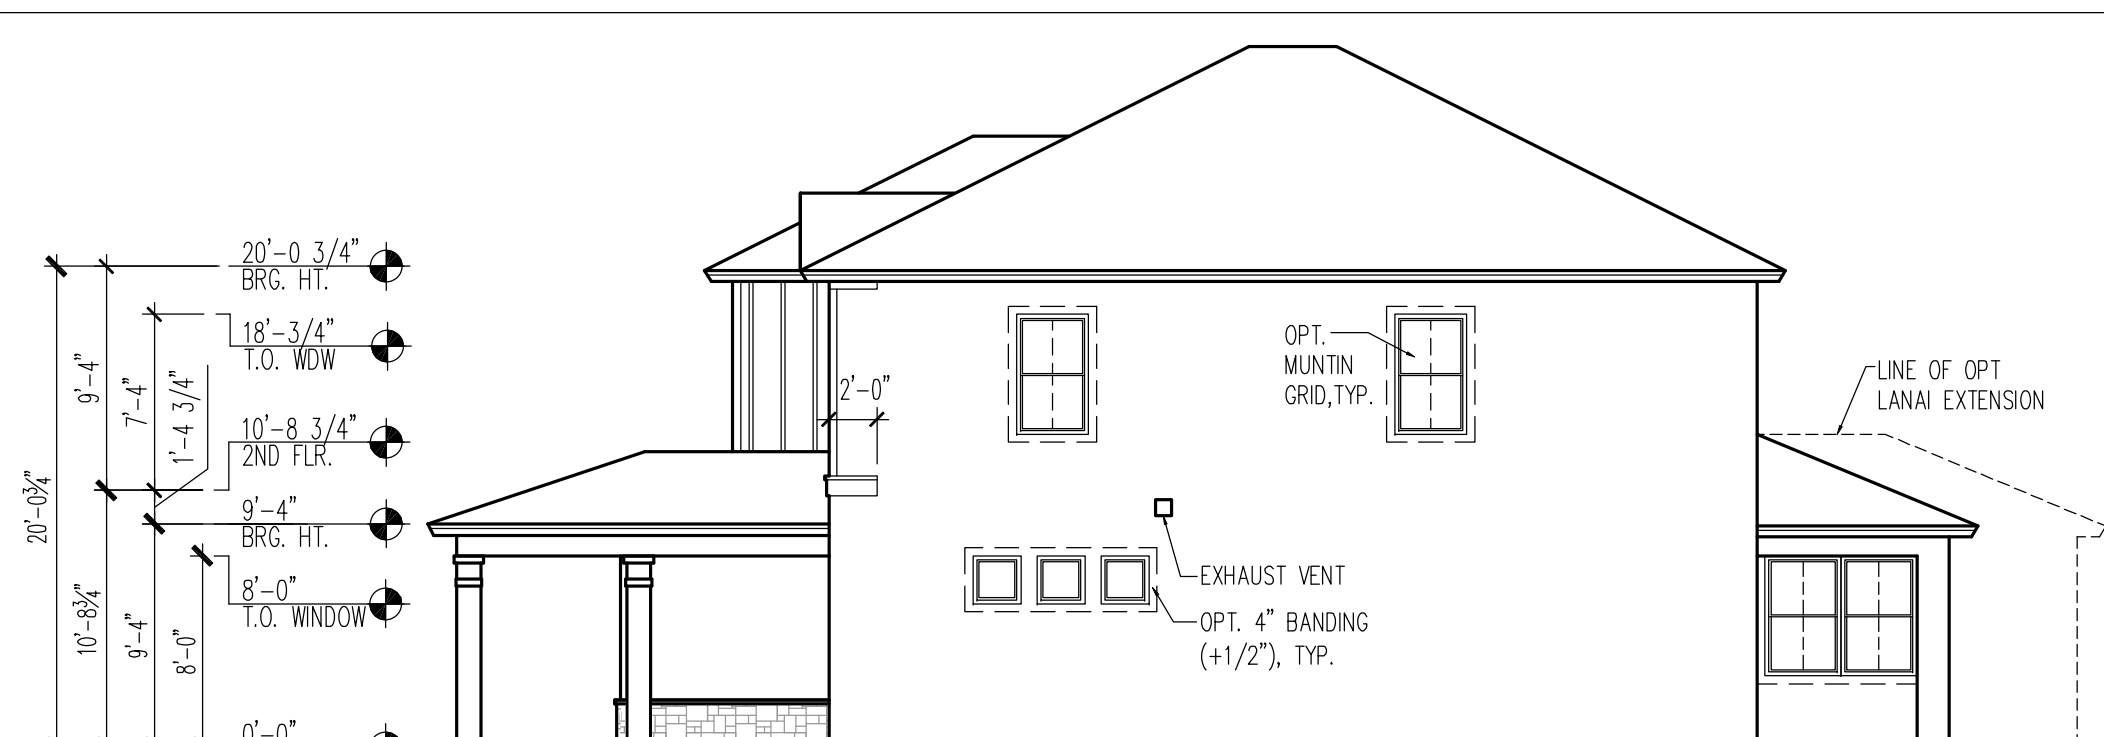 20'-0 3/4"
BRG. HT.
18'-3/4"
T.O. WDW
10'-8 3/4"
2ND FLR.
9'-4"
BRG. HT.
8'-0"
T.O. WINDOW
0'-0"
20'-0¾"
9'-4"
10'-8¾"
7'-4"
9'-4"
1'-4 3/4"
8'-0"
2'-0"
OPT.
MUNTIN
GRID,TYP.
LINE OF OPT
LANAI EXTENSION
EXHAUST VENT
OPT. 4" BANDING
(+1/2"), TYP.